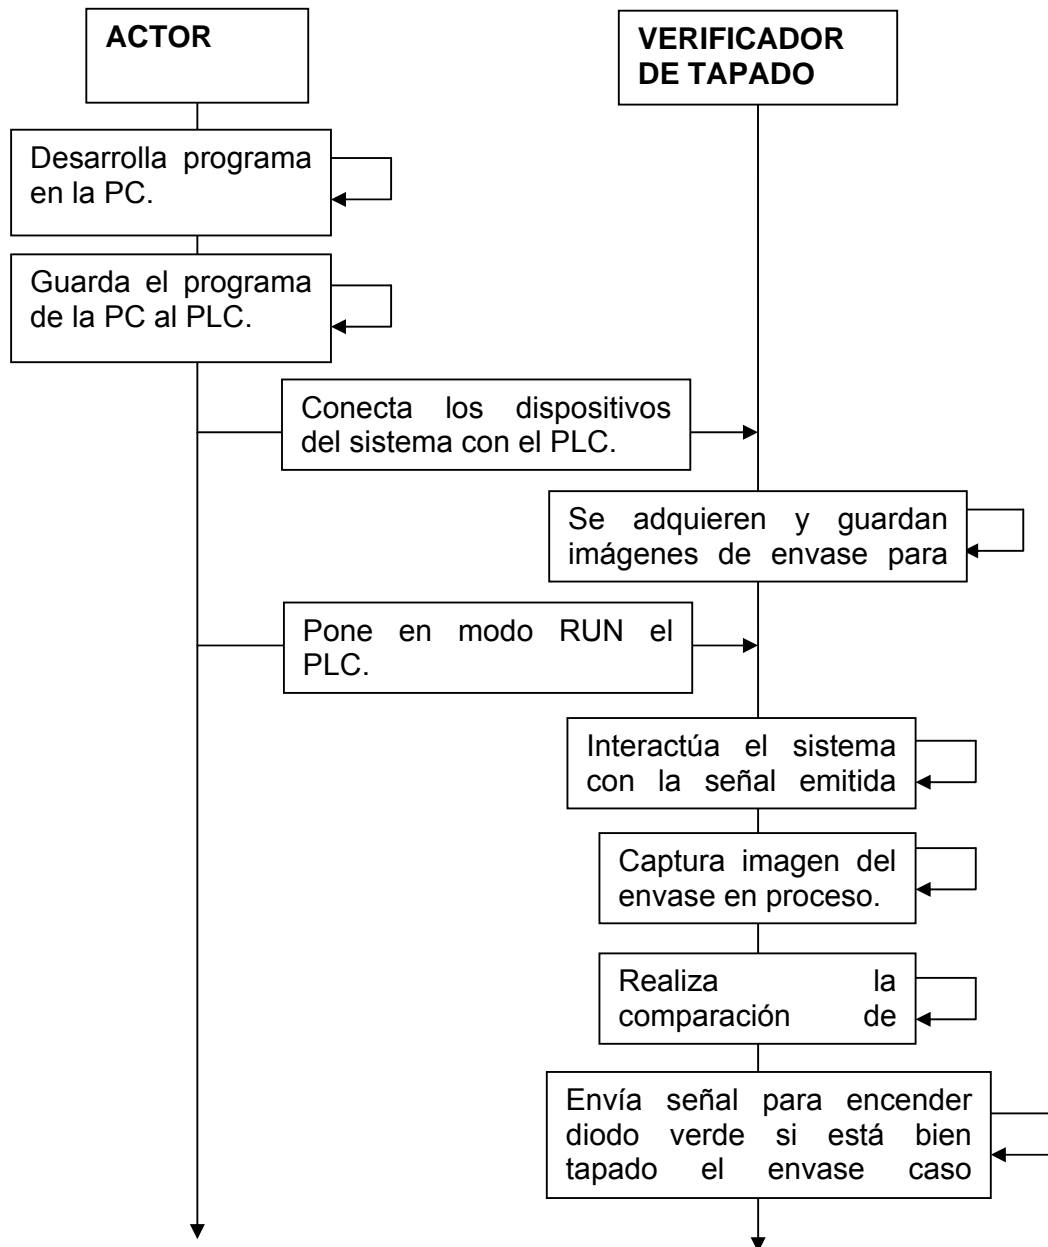 ACTOR
VERIFICADOR
DE TAPADO
Desarrolla programa
en la PC.
Guarda el programa
de la PC al PLC.
Conecta los dispositivos
del sistema con el PLC.
Se adquieren y guardan
imágenes de envase para
Pone en modo RUN el
PLC.
Interactúa el sistema
con la señal emitida
Captura imagen del
envase en proceso.
Realiza la
comparación de
Envía señal para encender
diodo verde si está bien
tapado el envase caso